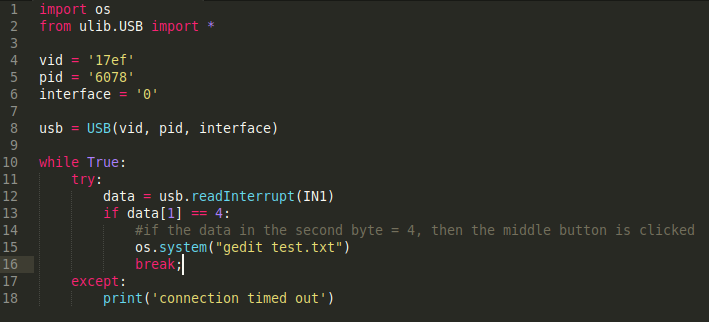 1 import os
2 from ulib.USB import *
3
4 vid = '17ef'
5 pid = '6078'
6 interface = '0'
7
8 usb = USB(vid, pid, interface)
9
10 while True:
11     try:
12         data = usb.readInterrupt(IN1)
13         if data[1] == 4:
14             #if the data in the second byte = 4, then the middle button is clicked
15             os.system("gedit test.txt")
16             break;
17     except:
18         print('connection timed out')